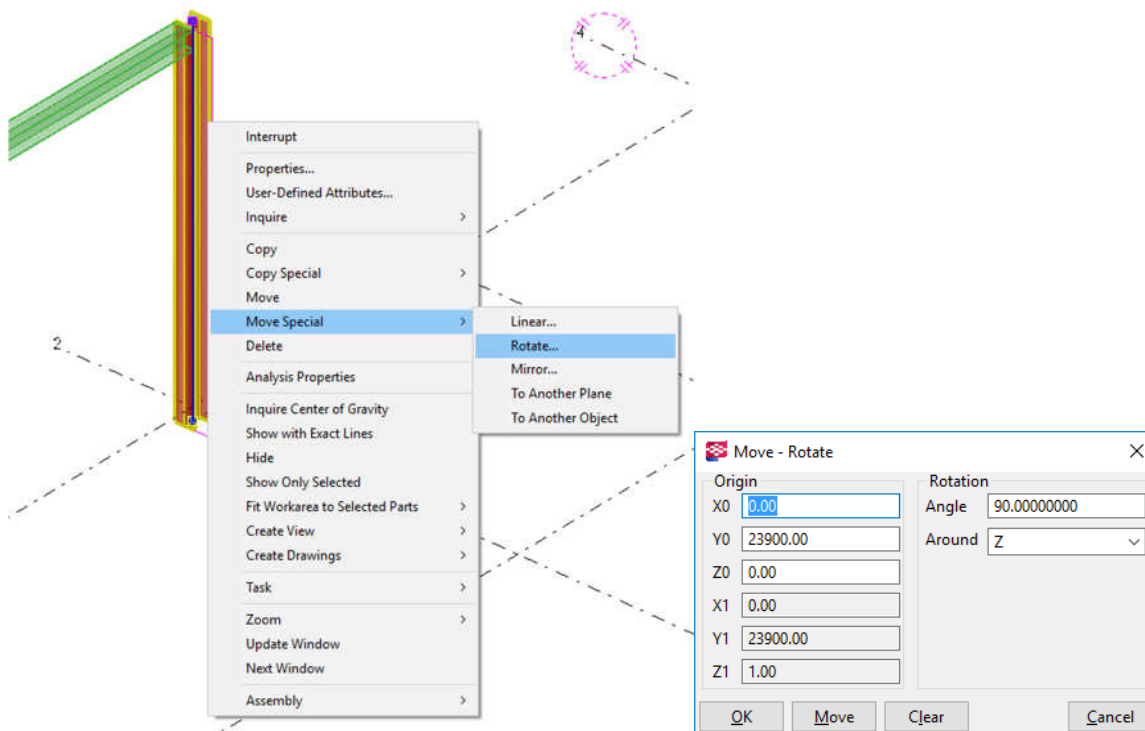 4
2
Interrupt
Properties...
User-Defined Attributes...
Inquire
Copy
Copy Special
Move
Move Special
Delete
Analysis Properties
Inquire Center of Gravity
Show with Exact Lines
Hide
Show Only Selected
Fit Workarea to Selected Parts
Create View
Create Drawings
Task
Zoom
Update Window
Next Window
Assembly
Linear...
Rotate...
Mirror...
To Another Plane
To Another Object
Move - Rotate
Origin
X0 0.00
Y0 23900.00
Z0 0.00
X1 0.00
Y1 23900.00
Z1 1.00
Rotation
Angle 90.00000000
Around Z
OK Move Clear Cancel